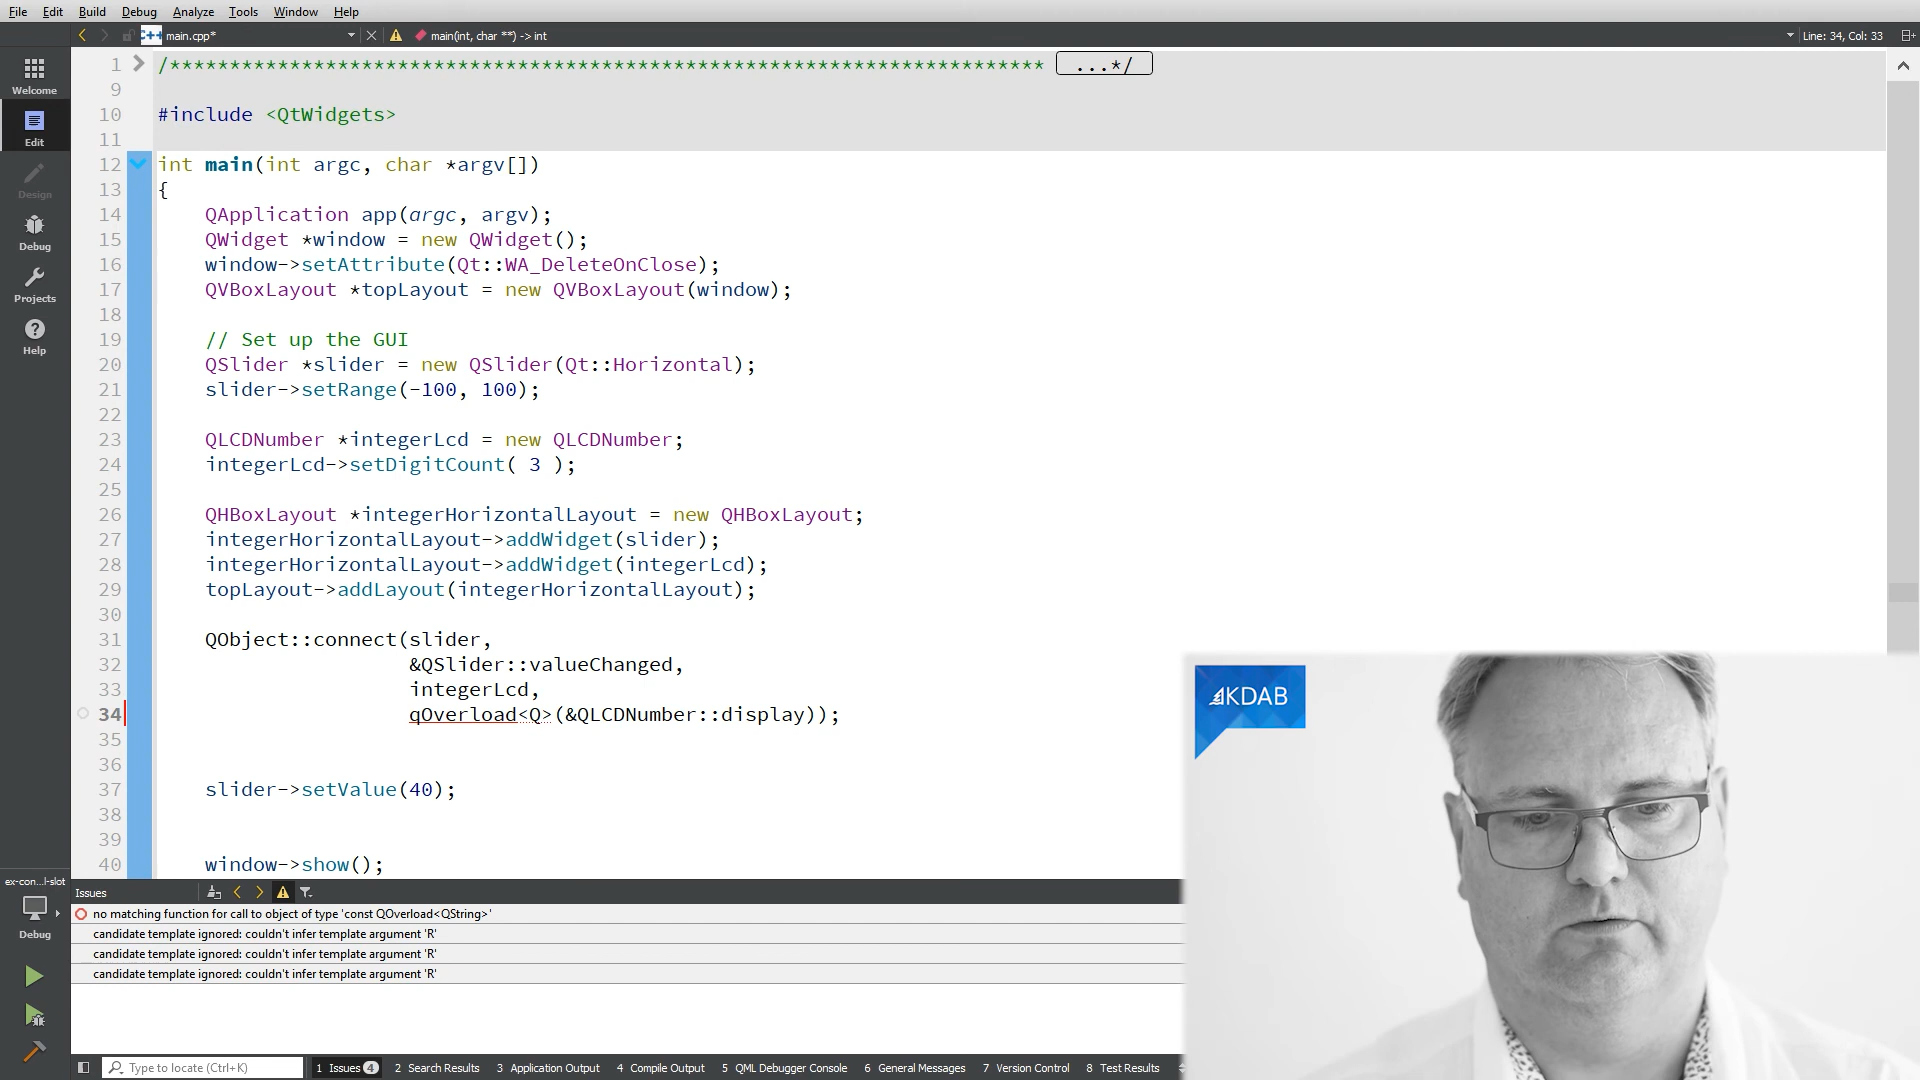 File Edit Build Debug Analyze Tools Window Help
C++ main.cpp* main(int, char **) -> int Line: 34, Col: 33
Welcome
Edit
Design
Debug
Projects
Help
1 /************************************************************************* ...*/
9
10 #include <QtWidgets>
11
12 int main(int argc, char *argv[])
13 {
14 QApplication app(argc, argv);
15 QWidget *window = new QWidget();
16 window->setAttribute(Qt::WA_DeleteOnClose);
17 QVBoxLayout *topLayout = new QVBoxLayout(window);
18
19 // Set up the GUI
20 QSlider *slider = new QSlider(Qt::Horizontal);
21 slider->setRange(-100, 100);
22
23 QLCDNumber *integerLcd = new QLCDNumber;
24 integerLcd->setDigitCount( 3 );
25
26 QHBoxLayout *integerHorizontalLayout = new QHBoxLayout;
27 integerHorizontalLayout->addWidget(slider);
28 integerHorizontalLayout->addWidget(integerLcd);
29 topLayout->addLayout(integerHorizontalLayout);
30
31 QObject::connect(slider,
32 &QSlider::valueChanged,
33 integerLcd,
34 qOverload<Q>(&QLCDNumber::display));
35
36
37 slider->setValue(40);
38
39
40 window->show();
KDAB
ex-con...l-slot
Debug
Issues
no matching function for call to object of type 'const QOverload<QString>'
candidate template ignored: couldn't infer template argument 'R'
candidate template ignored: couldn't infer template argument 'R'
candidate template ignored: couldn't infer template argument 'R'
Type to locate (Ctrl+K) 1 Issues 4 2 Search Results 3 Application Output 4 Compile Output 5 QML Debugger Console 6 General Messages 7 Version Control 8 Test Results